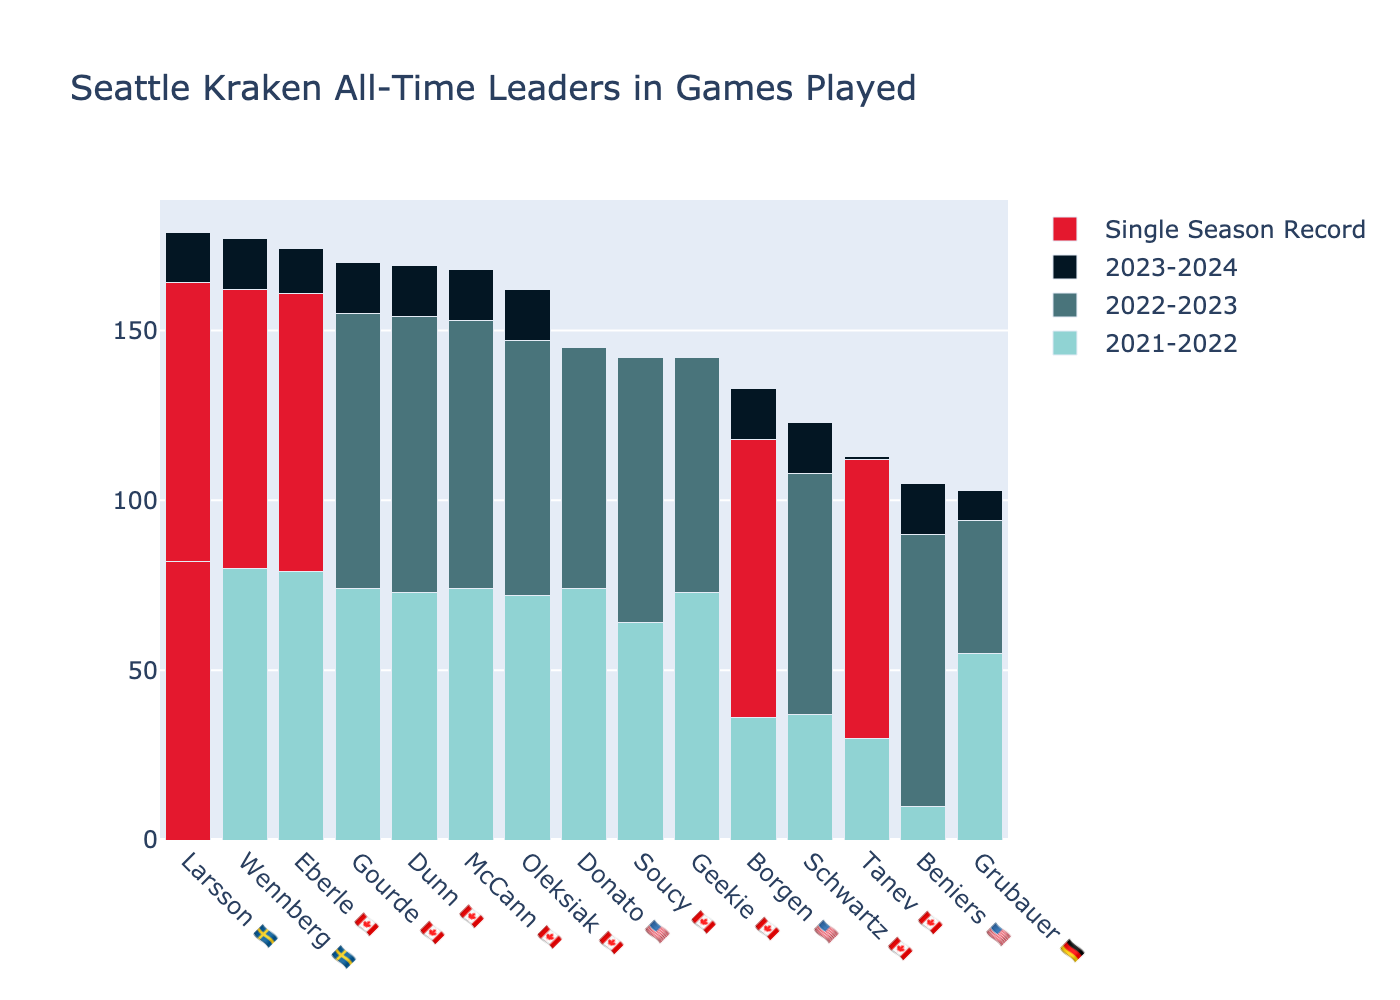 Seattle Kraken All-Time Leaders in Games Played
Single Season Record
2023-2024
2022-2023
2021-2022
150
100
50
0
Larsson 🇸🇪
Wennberg 🇸🇪
Eberle 🇨🇦
Gourde 🇨🇦
Dunn 🇨🇦
McCann 🇨🇦
Oleksiak 🇨🇦
Donato 🇺🇸
Soucy 🇨🇦
Geekie 🇨🇦
Borgen 🇺🇸
Schwartz 🇨🇦
Tanev 🇨🇦
Beniers 🇺🇸
Grubauer 🇩🇪